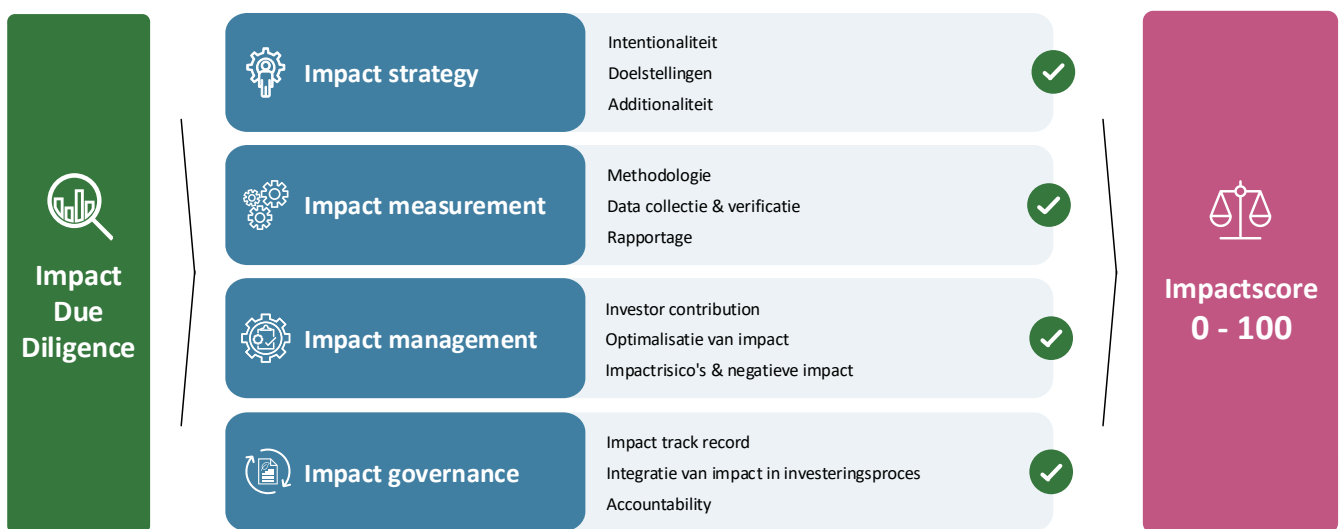 Impact
Due
Diligence
Impact strategy
Intentionaliteit
Doelstellingen
Additionaliteit
Impact measurement
Methodologie
Data collectie & verificatie
Rapportage
Impact management
Investor contribution
Optimalisatie van impact
Impactrisico's & negatieve impact
Impact governance
Impact track record
Integratie van impact in investeringsproces
Accountability
Impactscore
0 - 100